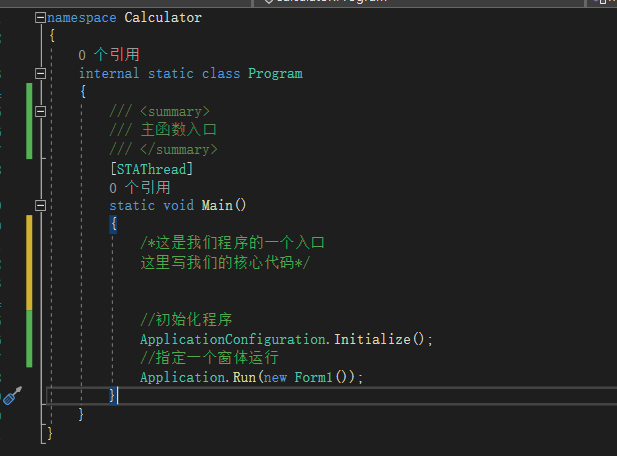 namespace Calculator
{
0 个引用
internal static class Program
{
/// <summary>
/// 主函数入口
/// </summary>
[STAThread]
0 个引用
static void Main()
{
/*这是我们程序的一个入口
这里写我们的核心代码*/
//初始化程序
ApplicationConfiguration.Initialize();
//指定一个窗体运行
Application.Run(new Form1());
}
}
}